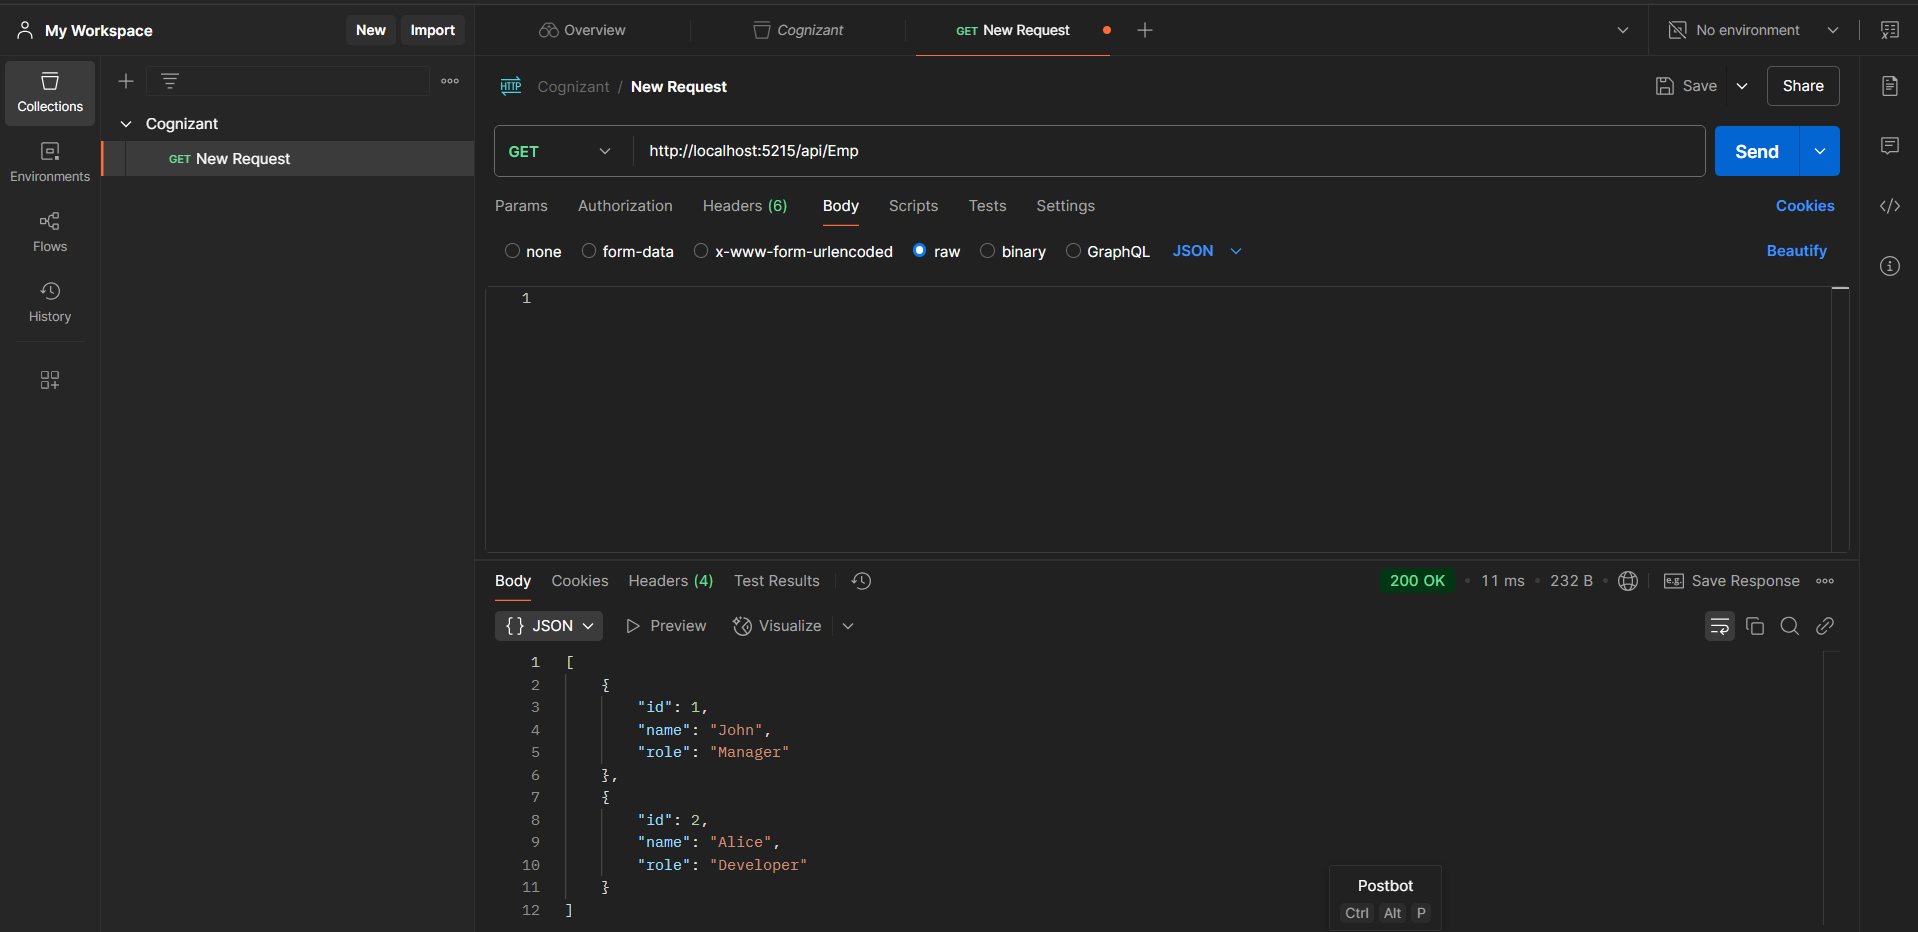 My Workspace
New
Import
Overview
Cognizant
GET New Request
No environment
Collections
Environments
Flows
History
Cognizant
GET New Request
HTTP
Cognizant / New Request
Save
Share
GET
http://localhost:5215/api/Emp
Send
Params
Authorization
Headers (6)
Body
Scripts
Tests
Settings
Cookies
none
form-data
x-www-form-urlencoded
raw
binary
GraphQL
JSON
Beautify
1
Body
Cookies
Headers (4)
Test Results
200 OK
11 ms
232 B
e.g.
Save Response
{} JSON
Preview
Visualize
1 [
2 {
3 "id": 1,
4 "name": "John",
5 "role": "Manager"
6 },
7 {
8 "id": 2,
9 "name": "Alice",
10 "role": "Developer"
11 }
12 ]
Postbot
Ctrl Alt P